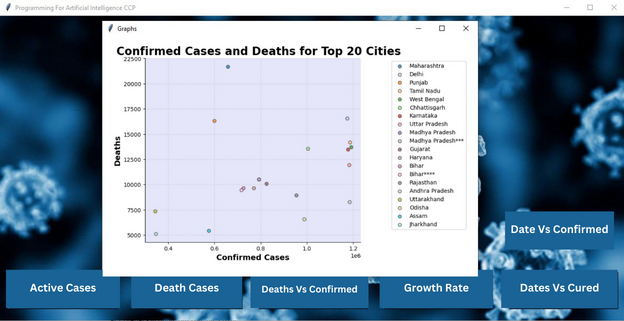 Programming For Artificial Intelligence CCP
Graphs
Confirmed Cases and Deaths for Top 20 Cities
22500
20000
17500
15000
12500
10000
7500
5000
Deaths
0.4 0.6 0.8 1.0 1.2
1e6
Confirmed Cases
Maharashtra
Delhi
Punjab
Tamil Nadu
West Bengal
Chhattisgarh
Karnataka
Uttar Pradesh
Madhya Pradesh
Madhya Pradesh***
Gujarat
Haryana
Bihar
Bihar****
Rajasthan
Andhra Pradesh
Uttarakhand
Odisha
Assam
Jharkhand
Date Vs Confirmed
Active Cases
Death Cases
Deaths Vs Confirmed
Growth Rate
Dates Vs Cured